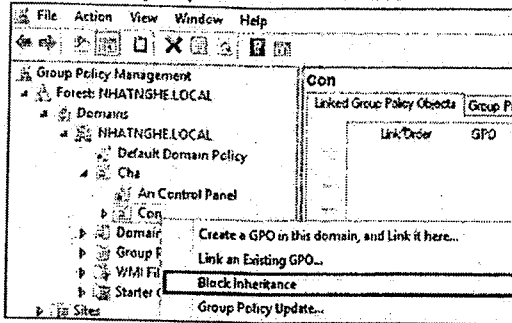 File Action View Window Help
Group Policy Management
Forest: NHATNGHE.LOCAL
Domains
NHATNGHE.LOCAL
Default Domain Policy
Cha
An Control Panel
Con
Domain
Group P
WMI Fil
Starter
Sites
Con
Linked Group Policy Objects Group P
Link Order GPO
Create a GPO in this domain, and Link it here...
Link an Existing GPO...
Block Inheritance
Group Policy Update...